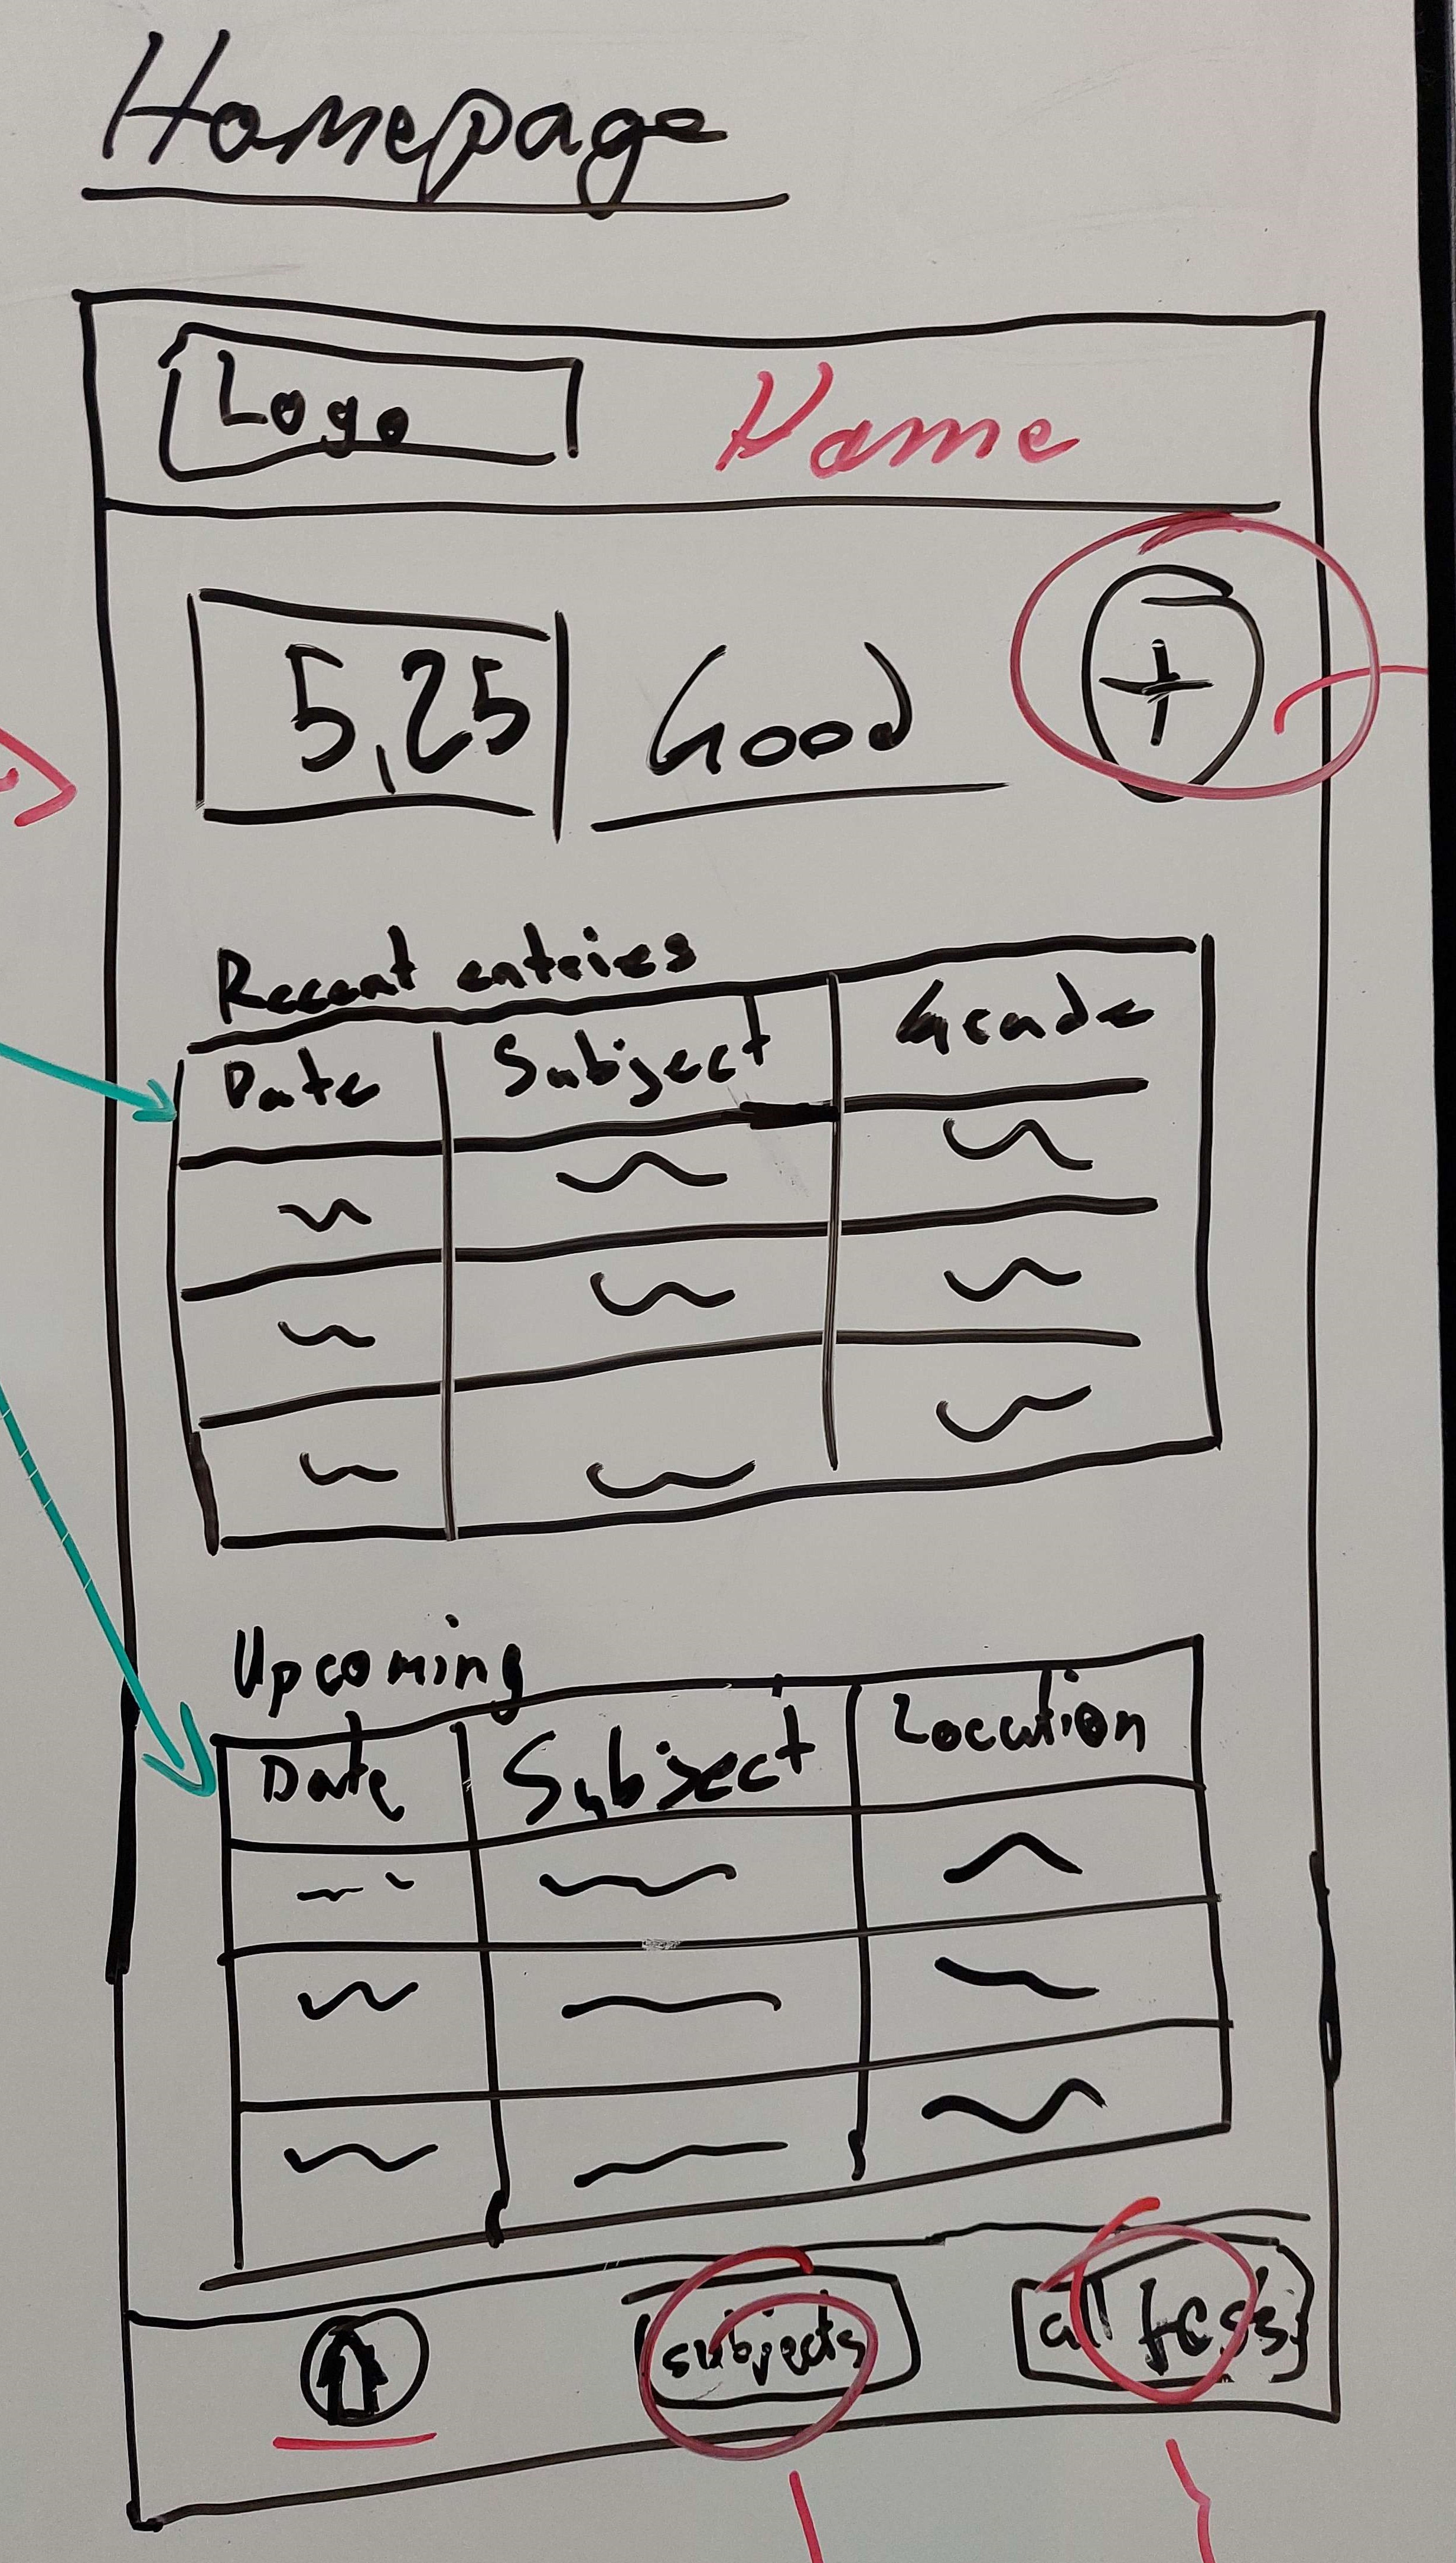 Homepage
Logo Name
5,25 Good +
Recent entries
Date Subject Grade
Upcoming
Date Subject Location
subjects all tests